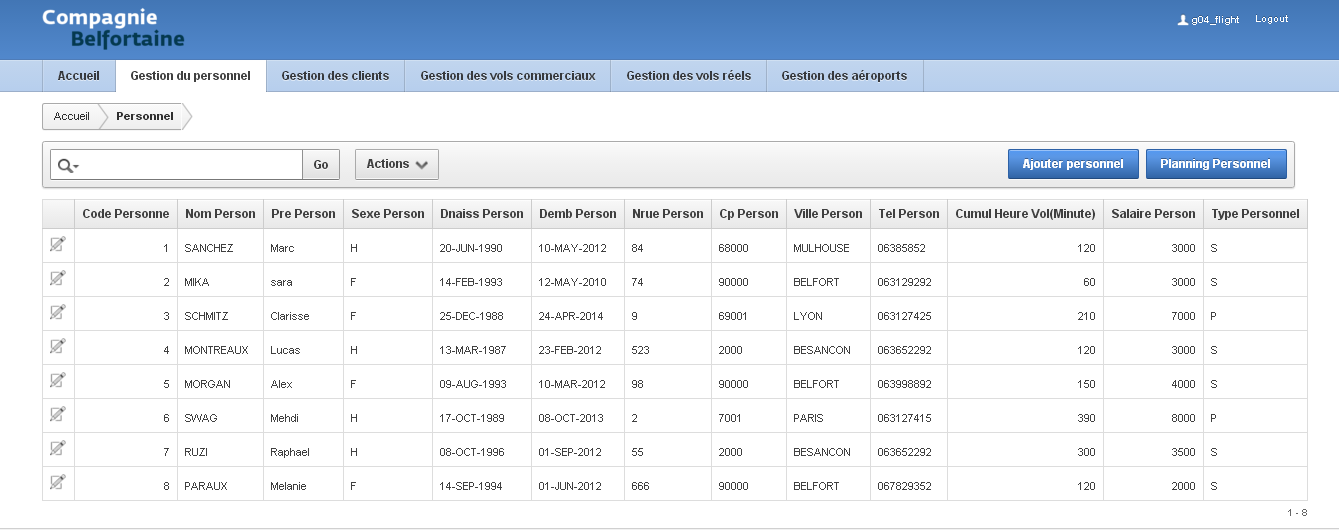 Compagnie
Belfortaine
g04_flight Logout
Accueil Gestion du personnel Gestion des clients Gestion des vols commerciaux Gestion des vols réels Gestion des aéroports
Accueil Personnel
Go Actions Ajouter personnel Planning Personnel
Code Personne Nom Person Pre Person Sexe Person Dnaiss Person Demb Person Nrue Person Cp Person Ville Person Tel Person Cumul Heure Vol(Minute) Salaire Person Type Personnel
1 SANCHEZ Marc H 20-JUN-1990 10-MAY-2012 84 68000 MULHOUSE 06385852 120 3000 S
2 MIKA sara F 14-FEB-1993 12-MAY-2010 74 90000 BELFORT 063129292 60 3000 S
3 SCHMITZ Clarisse F 25-DEC-1988 24-APR-2014 9 69001 LYON 063127425 210 7000 P
4 MONTREAUX Lucas H 13-MAR-1987 23-FEB-2012 523 2000 BESANCON 063652292 120 3000 S
5 MORGAN Alex F 09-AUG-1993 10-MAR-2012 98 90000 BELFORT 063998892 150 4000 S
6 SWAG Mehdi H 17-OCT-1989 08-OCT-2013 2 7001 PARIS 063127415 390 8000 P
7 RUZI Raphael H 08-OCT-1996 01-SEP-2012 55 2000 BESANCON 063652292 300 3500 S
8 PARAUX Melanie F 14-SEP-1994 01-JUN-2012 666 90000 BELFORT 067829352 120 2000 S
1 - 8